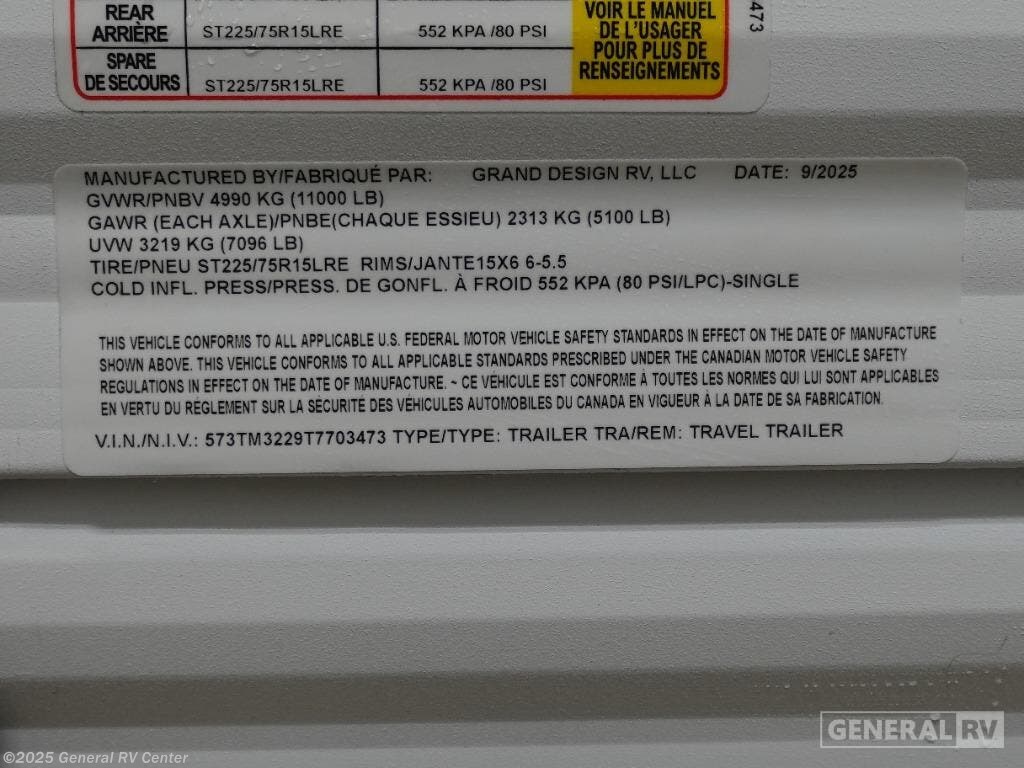 REAR
ARRIÈRE
ST225/75R15LRE
552 KPA /80 PSI
SPARE
DE SECOURS
ST225/75R15LRE
552 KPA /80 PSI
VOIR LE MANUEL
DE L'USAGER
POUR PLUS DE
RENSEIGNEMENTS
473
MANUFACTURED BY/FABRIQUÉ PAR: GRAND DESIGN RV, LLC DATE: 9/2025
GVWR/PNBV 4990 KG (11000 LB)
GAWR (EACH AXLE)/PNBE(CHAQUE ESSIEU) 2313 KG (5100 LB)
UVW 3219 KG (7096 LB)
TIRE/PNEU ST225/75R15LRE RIMS/JANTE15X6 6-5.5
COLD INFL. PRESS/PRESS. DE GONFL. À FROID 552 KPA (80 PSI/LPC)-SINGLE
THIS VEHICLE CONFORMS TO ALL APPLICABLE U.S. FEDERAL MOTOR VEHICLE SAFETY STANDARDS IN EFFECT ON THE DATE OF MANUFACTURE
SHOWN ABOVE. THIS VEHICLE CONFORMS TO ALL APPLICABLE STANDARDS PRESCRIBED UNDER THE CANADIAN MOTOR VEHICLE SAFETY
REGULATIONS IN EFFECT ON THE DATE OF MANUFACTURE. ~ CE VÉHICULE EST CONFORME À TOUTES LES NORMES QUI LUI SONT APPLICABLES
EN VERTU DU RÈGLEMENT SUR LA SÉCURITÉ DES VÉHICULES AUTOMOBILES DU CANADA EN VIGUEUR À LA DATE DE SA FABRICATION.
V.I.N./N.I.V.: 573TM3229T7703473 TYPE/TYPE: TRAILER TRA/REM: TRAVEL TRAILER
GENERAL RV
©2025 General RV Center